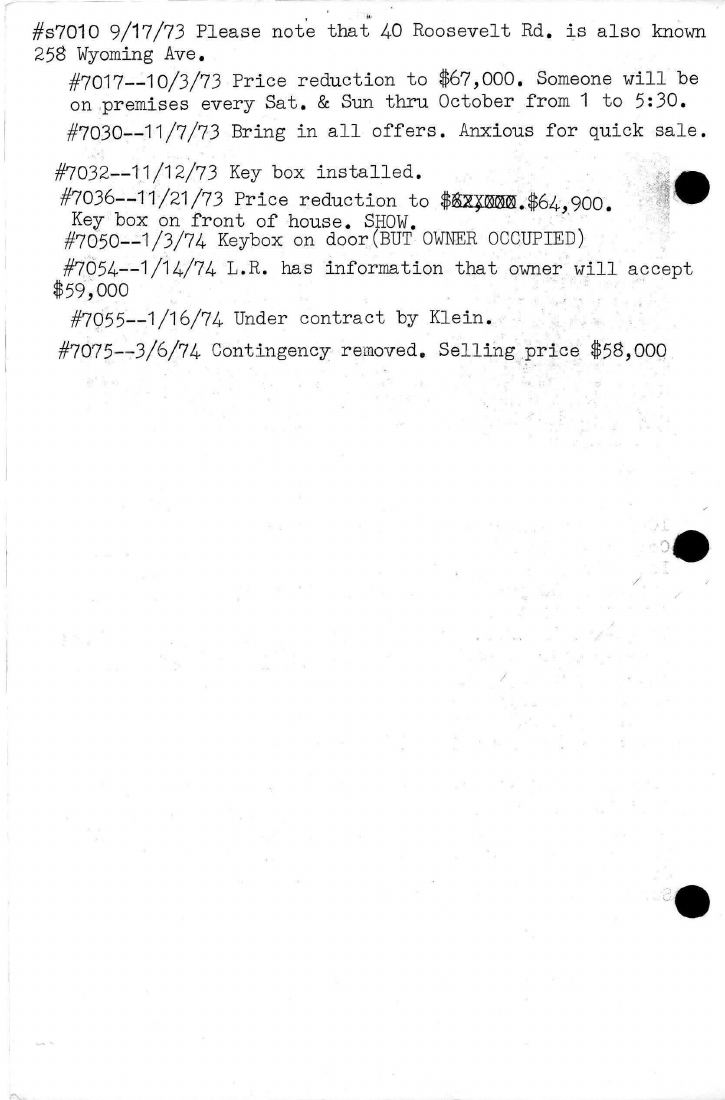 #s7010 9/17/73 Please note that 40 Roosevelt Rd. is also known
258 Wyoming Ave.
#7017--10/3/73 Price reduction to $67,000. Someone will be
on premises every Sat. & Sun thru October from 1 to 5:30.
#7030--11/7/73 Bring in all offers. Anxious for quick sale.
#7032--11/12/73 Key box installed.
#7036--11/21/73 Price reduction to $64,900.
Key box on front of house. SHOW.
#7050--1/3/74 Keybox on door(BUT OWNER OCCUPIED)
#7054--1/14/74 L.R. has information that owner will accept
$59,000
#7055--1/16/74 Under contract by Klein.
#7075--3/6/74 Contingency removed. Selling price $58,000